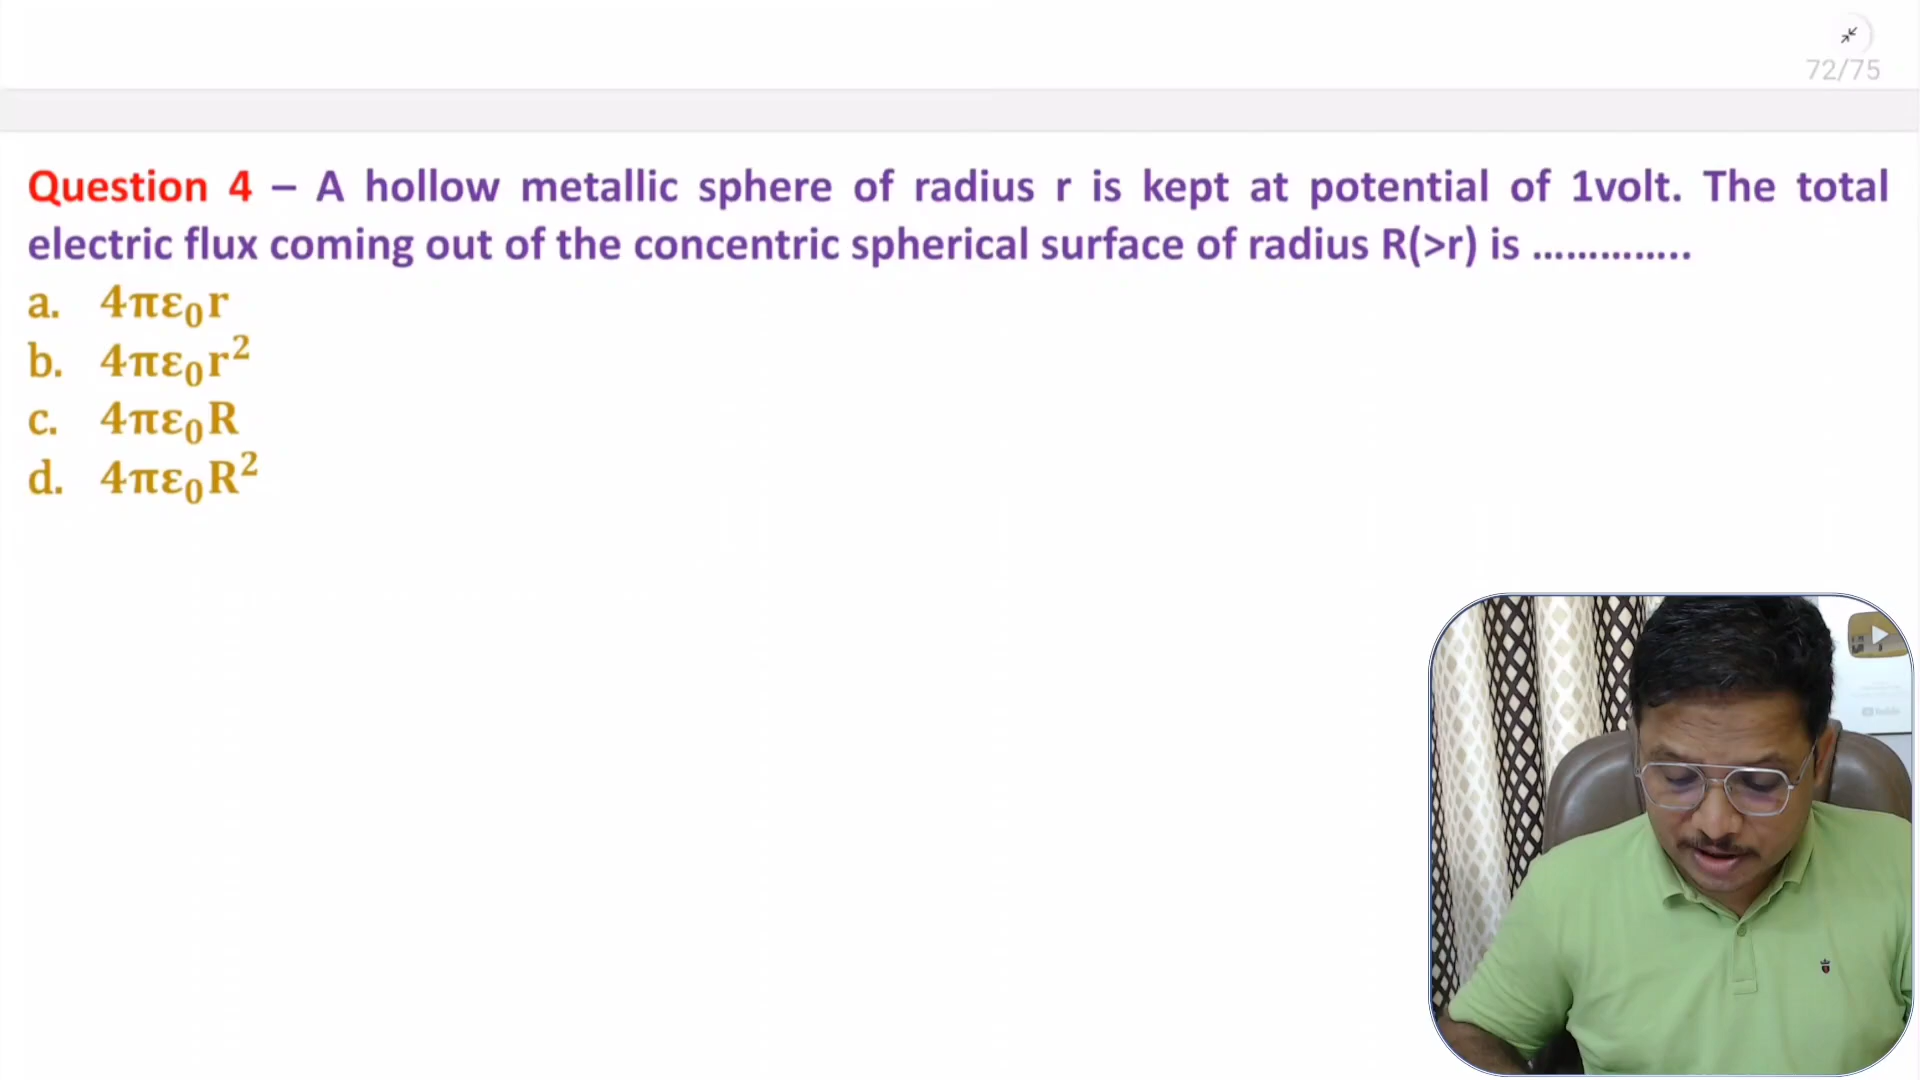 72/75
Question 4 – A hollow metallic sphere of radius r is kept at potential of 1volt. The total
electric flux coming out of the concentric spherical surface of radius R(>r) is …………..
a. 4πε₀r
b. 4πε₀r²
c. 4πε₀R
d. 4πε₀R²